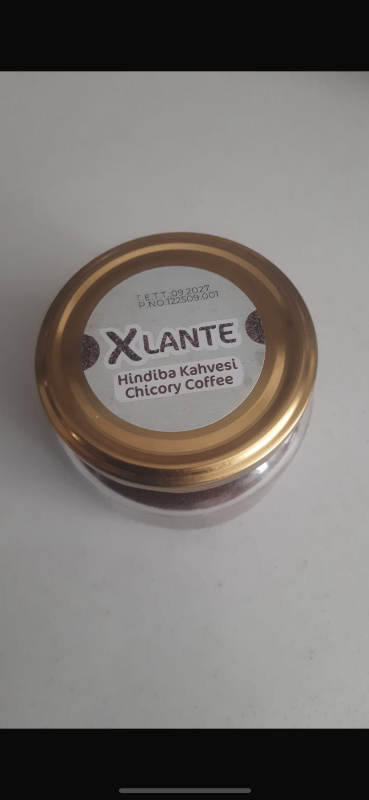 T.E.T.T.09.2027
P.NO:122509.001
XLANTE
Hindiba Kahvesi
Chicory Coffee